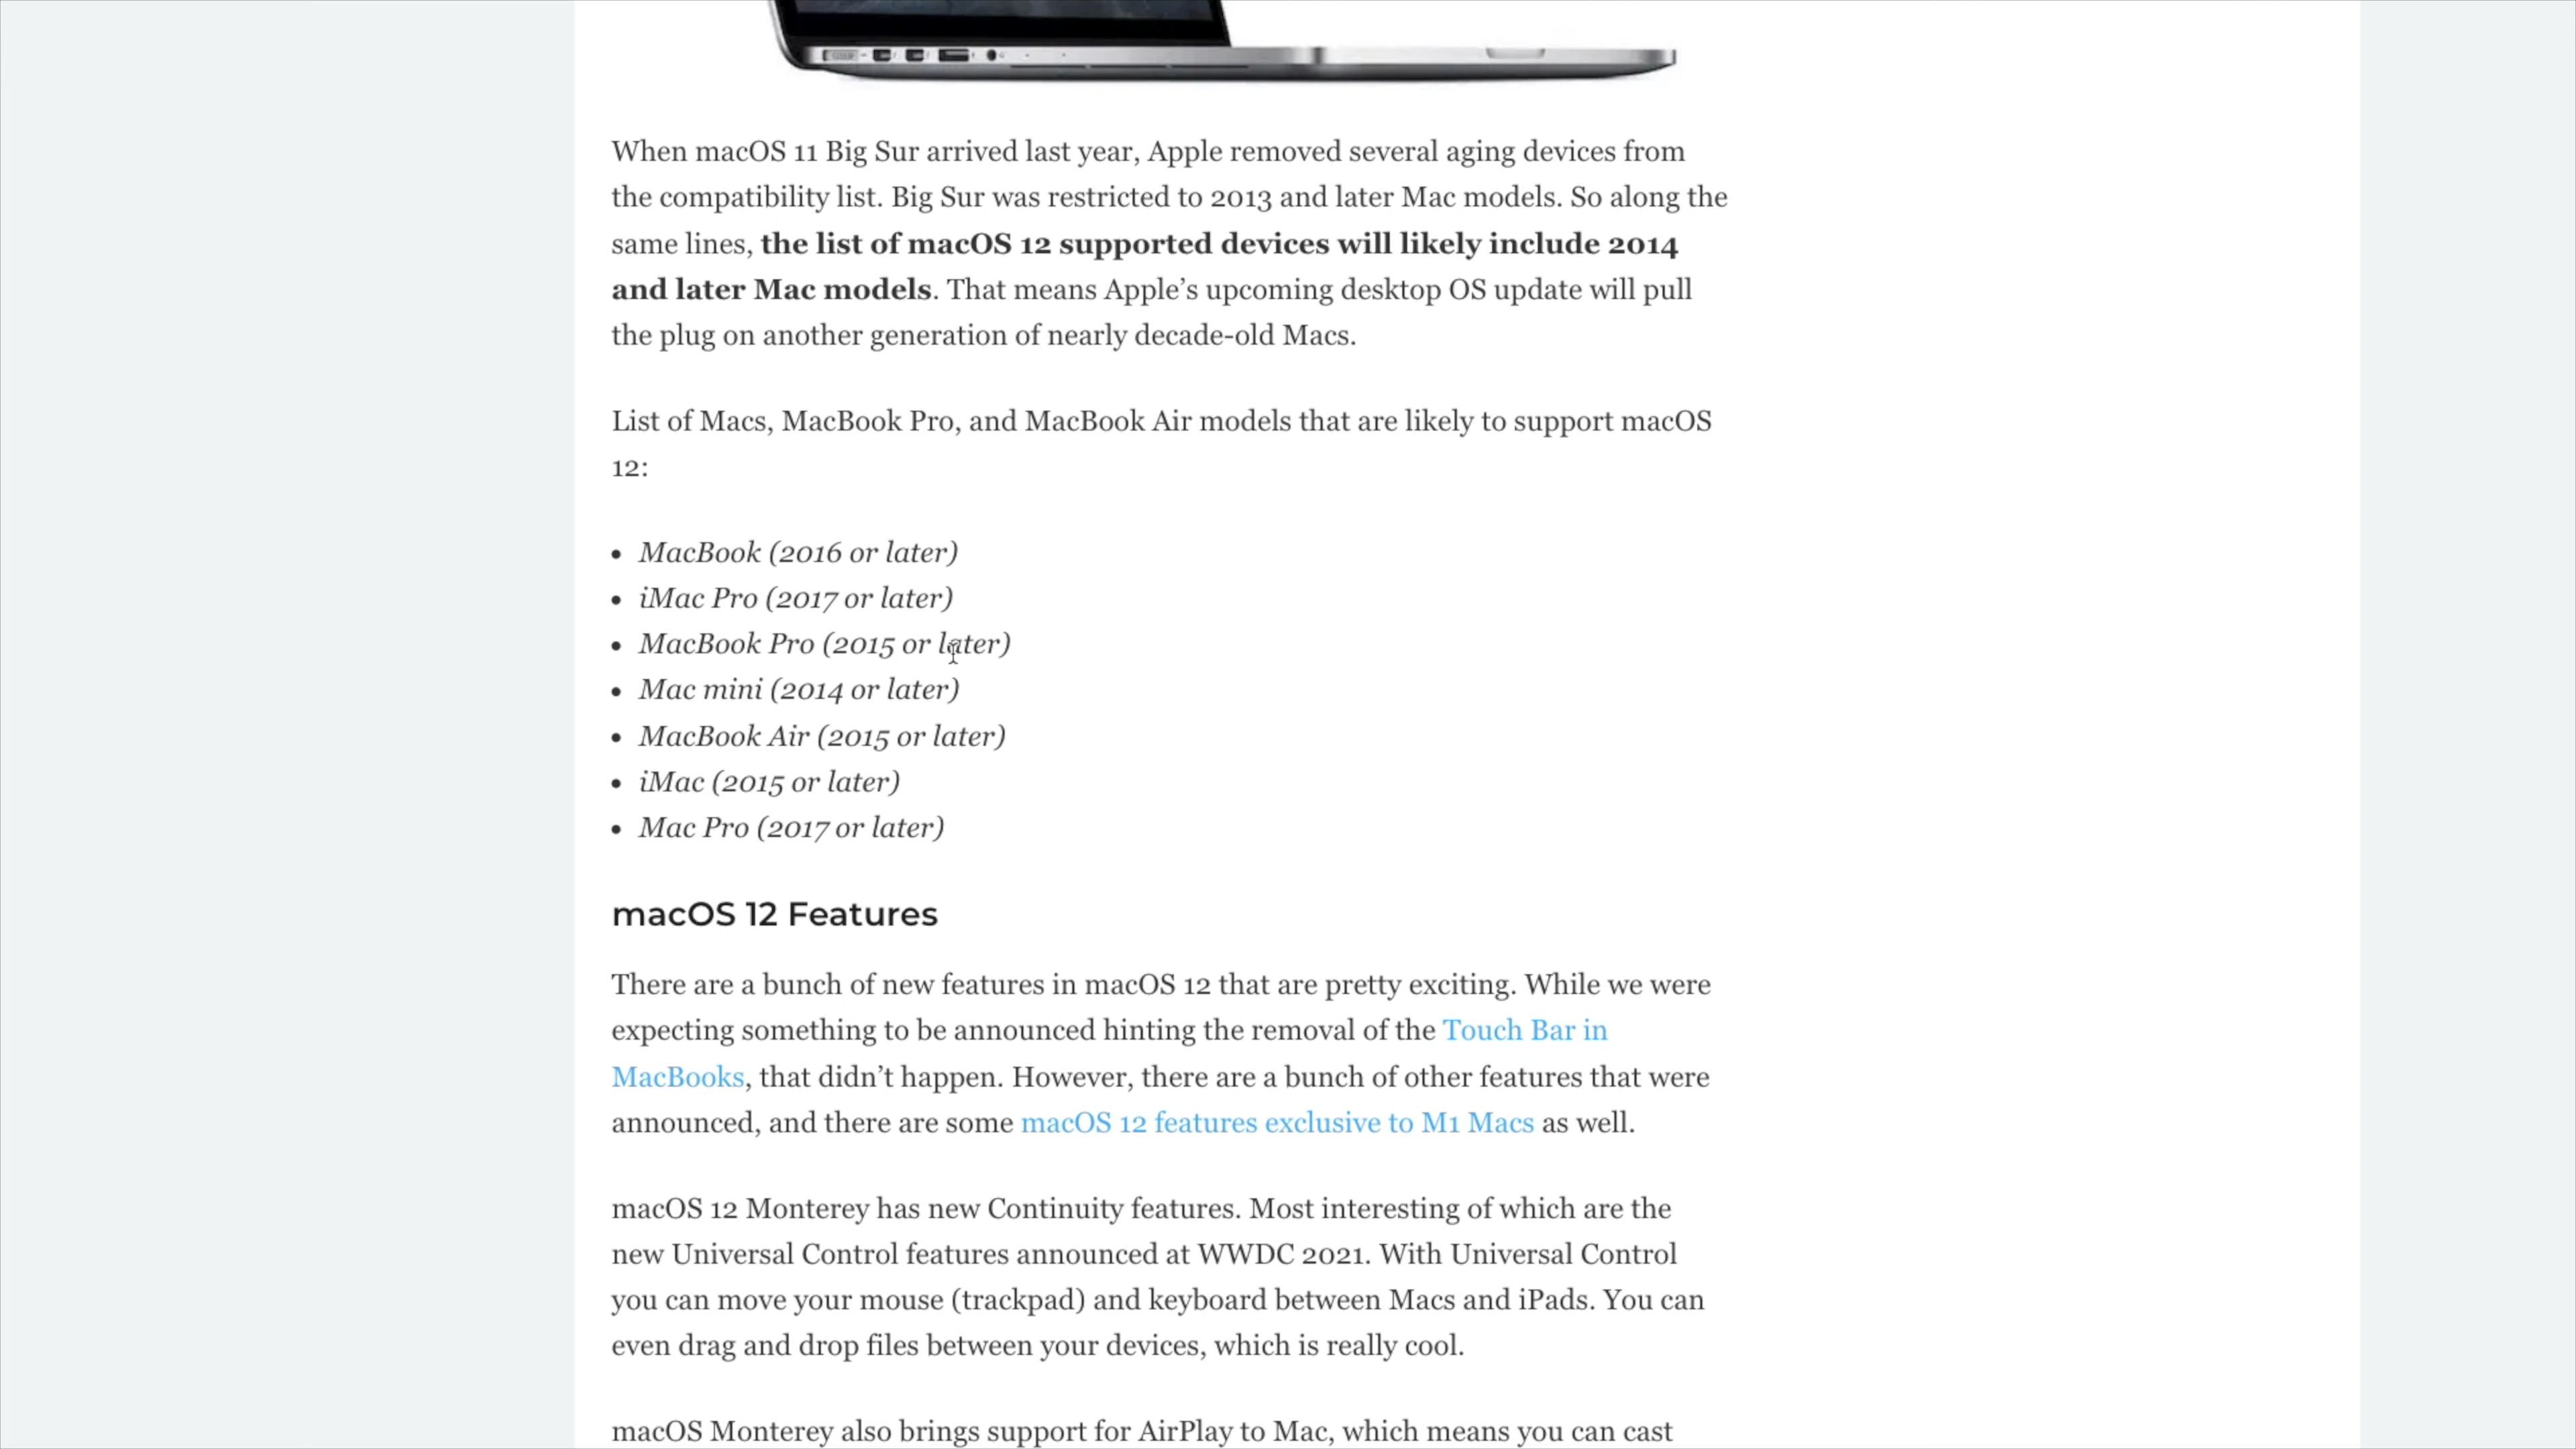 When macOS 11 Big Sur arrived last year, Apple removed several aging devices from
the compatibility list. Big Sur was restricted to 2013 and later Mac models. So along the
same lines, the list of macOS 12 supported devices will likely include 2014
and later Mac models. That means Apple’s upcoming desktop OS update will pull
the plug on another generation of nearly decade-old Macs.
List of Macs, MacBook Pro, and MacBook Air models that are likely to support macOS
12:
• MacBook (2016 or later)
• iMac Pro (2017 or later)
• MacBook Pro (2015 or later)
• Mac mini (2014 or later)
• MacBook Air (2015 or later)
• iMac (2015 or later)
• Mac Pro (2017 or later)
macOS 12 Features
There are a bunch of new features in macOS 12 that are pretty exciting. While we were
expecting something to be announced hinting the removal of the Touch Bar in
MacBooks, that didn’t happen. However, there are a bunch of other features that were
announced, and there are some macOS 12 features exclusive to M1 Macs as well.
macOS 12 Monterey has new Continuity features. Most interesting of which are the
new Universal Control features announced at WWDC 2021. With Universal Control
you can move your mouse (trackpad) and keyboard between Macs and iPads. You can
even drag and drop files between your devices, which is really cool.
macOS Monterey also brings support for AirPlay to Mac, which means you can cast